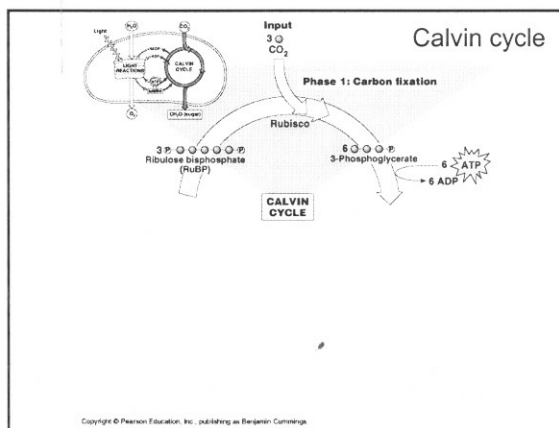 Calvin cycle
Input
3
CO2
Phase 1: Carbon fixation
Light
H2O
CO2
LIGHT
REACTIONS
CALVIN
CYCLE
O2
CH2O (sugar)
Rubisco
3 P P
Ribulose bisphosphate
(RuBP)
6 P
3-Phosphoglycerate
6 ATP
6 ADP
CALVIN
CYCLE
Copyright © Pearson Education, Inc., publishing as Benjamin Cummings